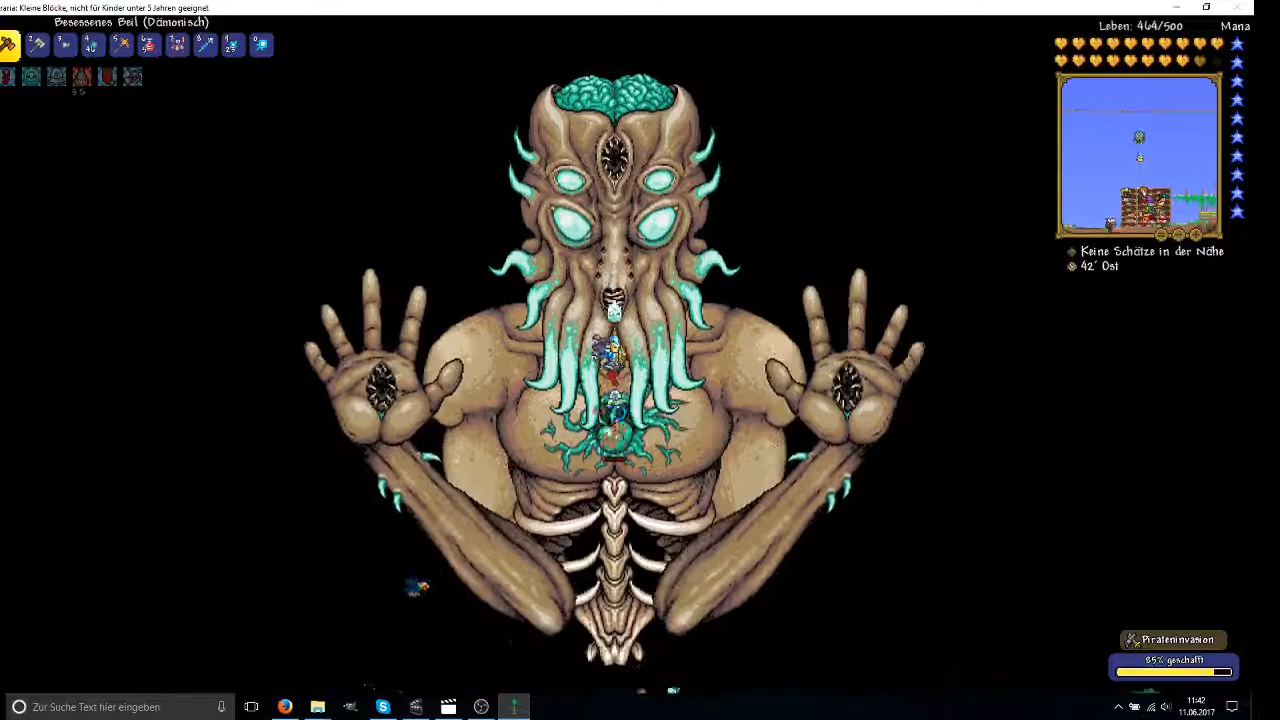 raria: Kleine Blöcke, nicht für Kinder unter 5 Jahren geeignet
Besessenes Beil (Dämonisch)
Leben: 464/500
Mana
Keine Schätze in der Nähe
42' Ost
Pirateninvasion
85% geschafft
Zur Suche Text hier eingeben
11:42
11.06.2017